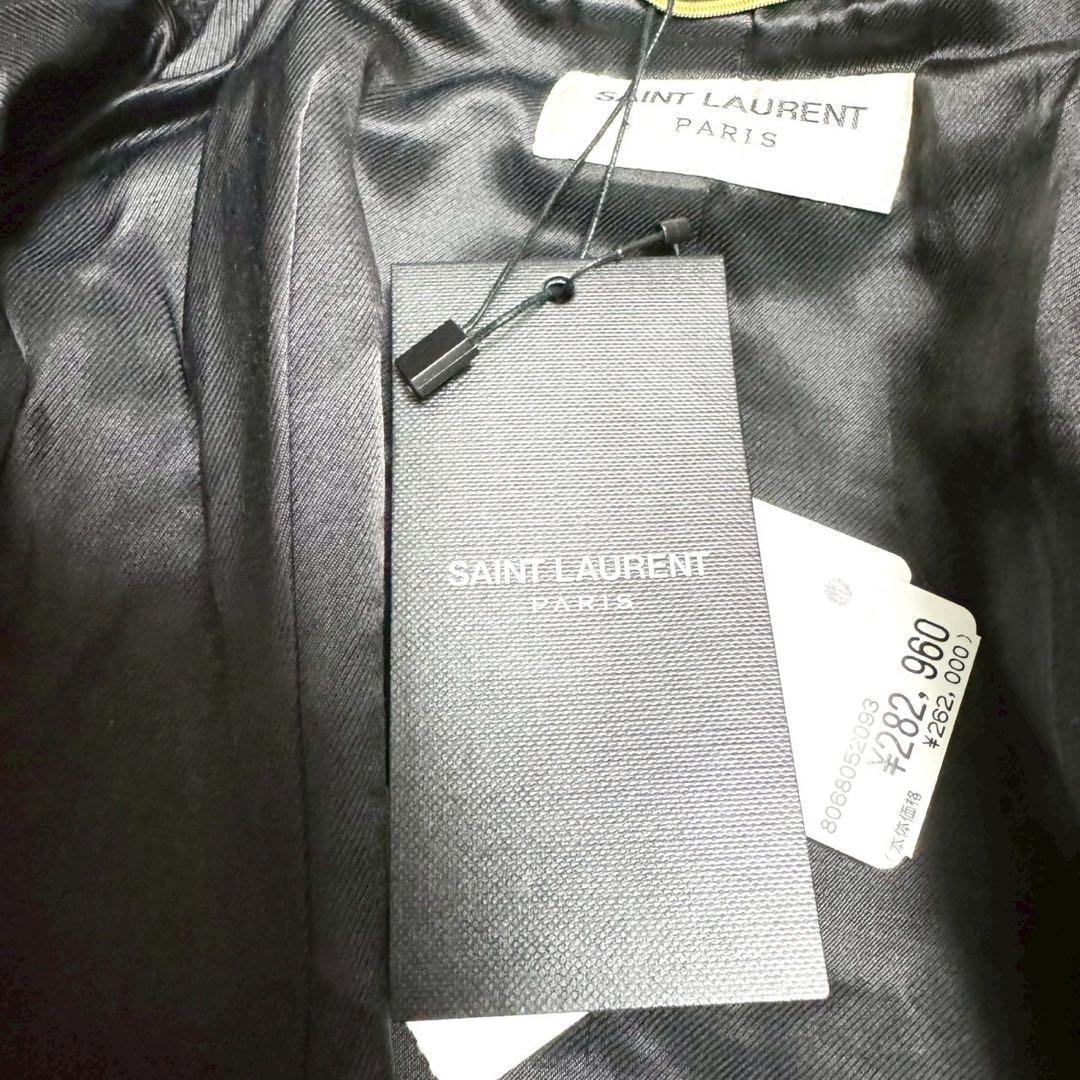 SAINT LAURENT
PARIS
SAINT LAURENT
PARIS
8068052093
¥282,960
(本体価格 ¥262,000)